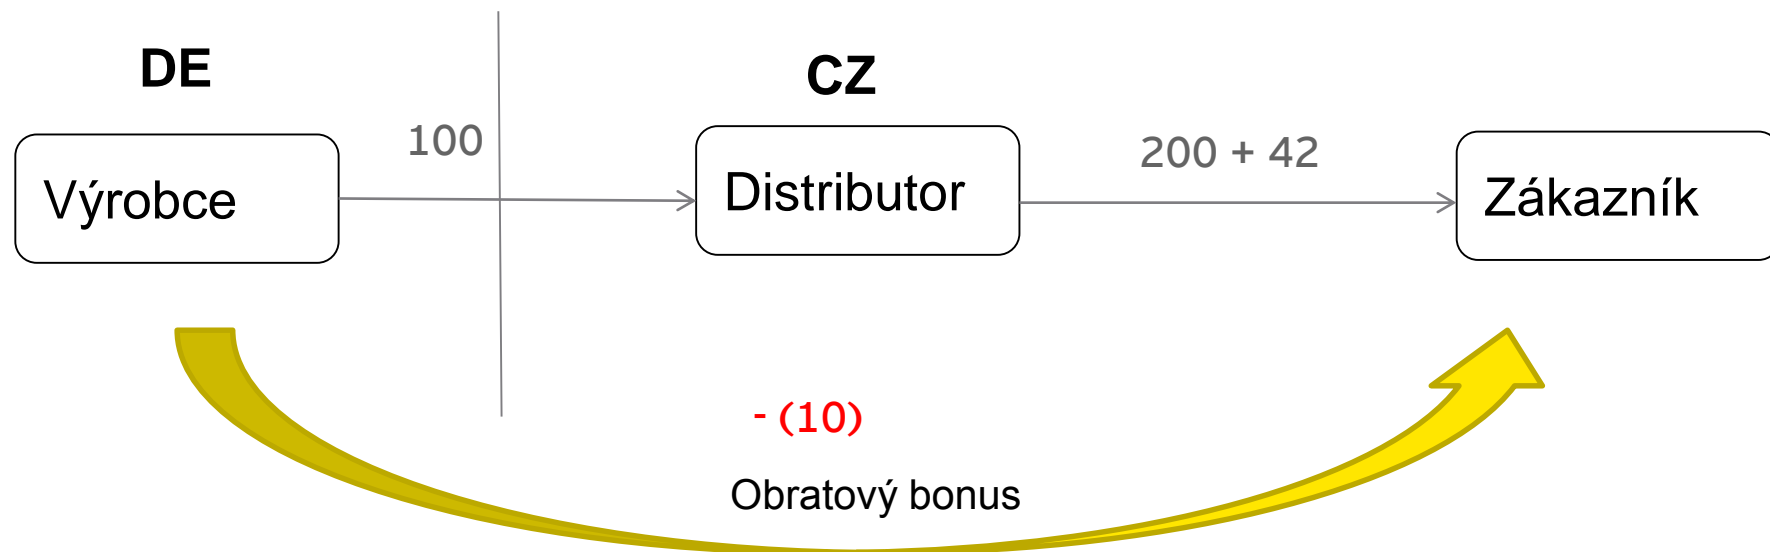 DE
CZ
100
200 + 42
Výrobce
Distributor
Zákazník
- (10)
Obratový bonus